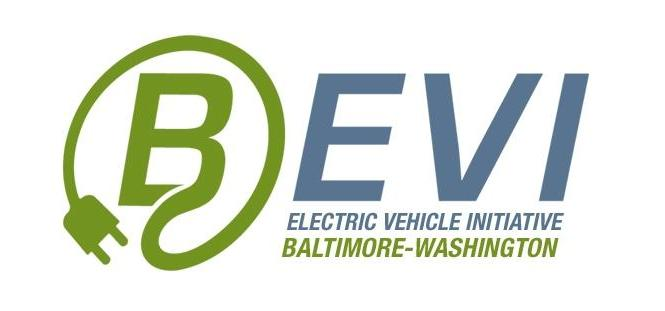 BEVI
ELECTRIC VEHICLE INITIATIVE
BALTIMORE-WASHINGTON